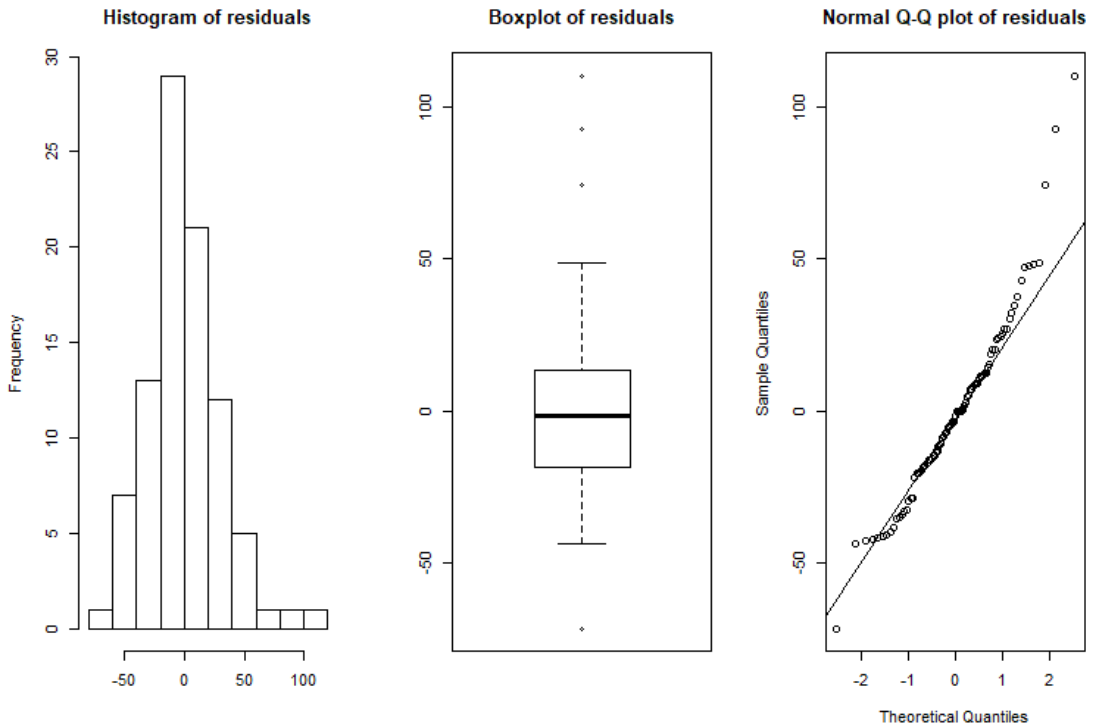 Histogram of residuals
Frequency
30
25
20
15
10
5
0
-50 0 50 100
Boxplot of residuals
100
50
0
-50
Normal Q-Q plot of residuals
Sample Quantiles
100
50
0
-50
-2 -1 0 1 2
Theoretical Quantiles